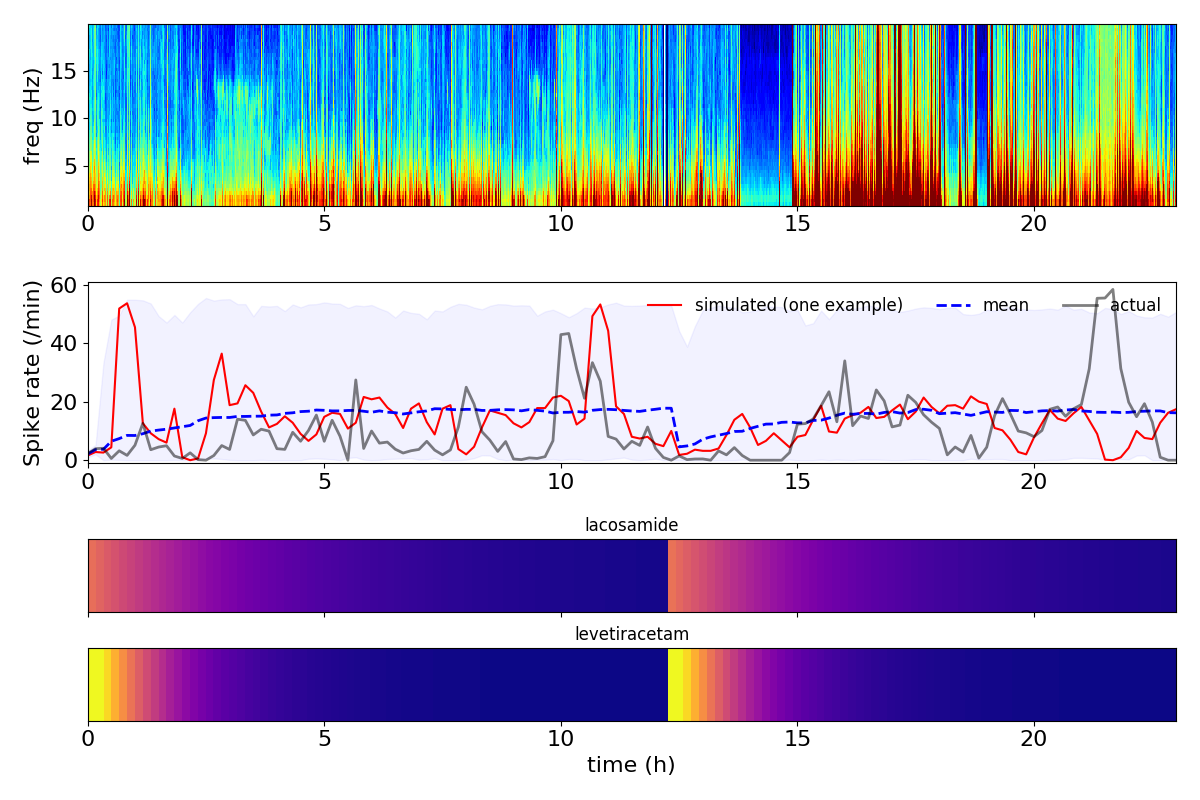 freq (Hz)
15
10
5
0 5 10 15 20
Spike rate (/min)
60
40
20
0
simulated (one example) mean actual
0 5 10 15 20
lacosamide
levetiracetam
0 5 10 15 20
time (h)